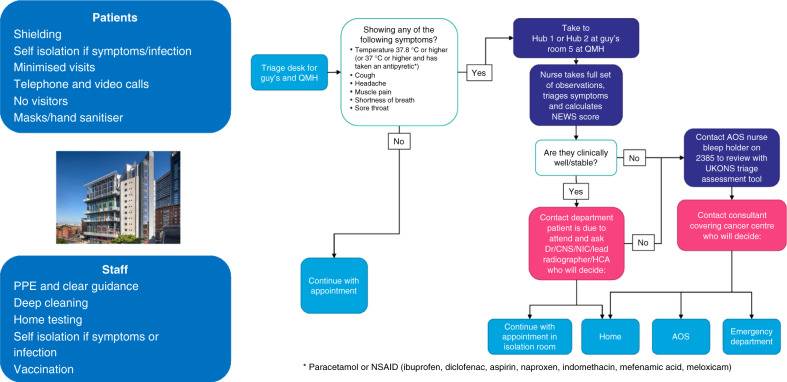 Patients
Shielding
Self isolation if symptoms/infection
Minimised visits
Telephone and video calls
No visitors
Masks/hand sanitiser
Staff
PPE and clear guidance
Deep cleaning
Home testing
Self isolation if symptoms or
infection
Vaccination
Triage desk for
guy's and QMH
Showing any of the
following symptoms?
• Temperature 37.8 °C or higher
(or 37 °C or higher and has
taken an antipyretic*)
• Cough
• Headache
• Muscle pain
• Shortness of breath
• Sore throat
Yes
No
Continue with
appointment
Take to
Hub 1 or Hub 2 at guy's
room 5 at QMH
Nurse takes full set
of observations,
triages symptoms
and calculates
NEWS score
Are they clinically
well/stable?
No
Yes
Contact AOS nurse
bleep holder on
2385 to review with
UKONS triage
assessment tool
Contact department
patient is due to
attend and ask
Dr/CNS/NIC/lead
radiographer/HCA
who will decide:
No
Contact consultant
covering cancer centre
who will decide:
Continue with
appointment in
isolation room
Home
AOS
Emergency
department
* Paracetamol or NSAID (ibuprofen, diclofenac, aspirin, naproxen, indomethacin, mefenamic acid, meloxicam)